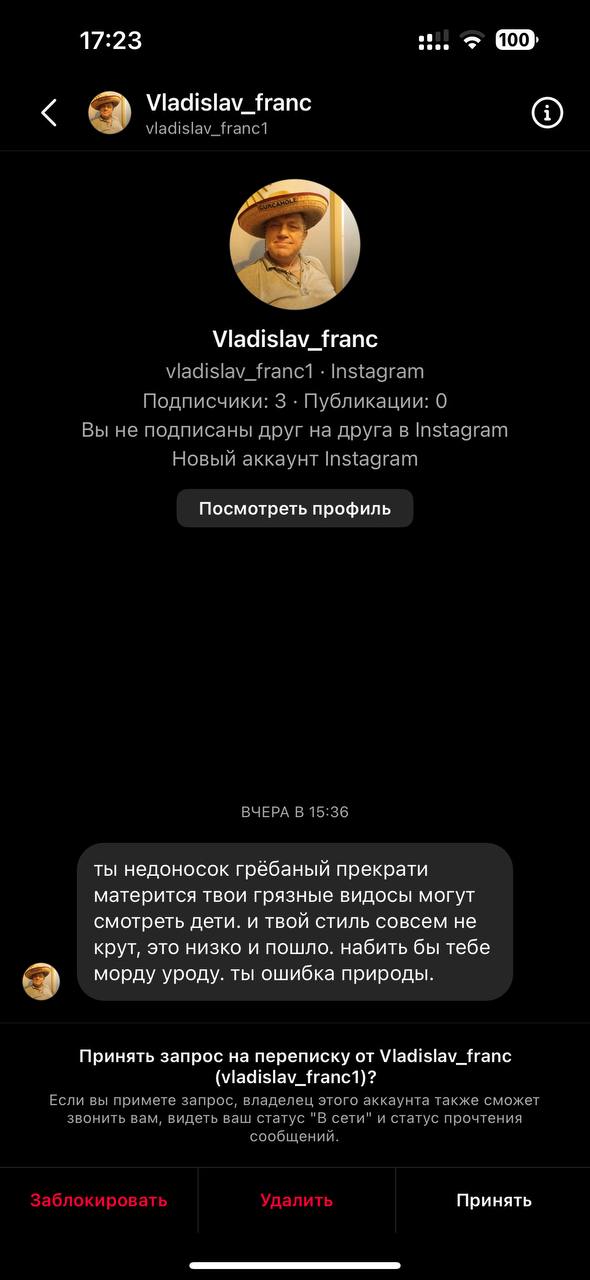 17:23
100
Vladislav_franc
vladislav_franc1
Vladislav_franc
vladislav_franc1 · Instagram
Подписчики: 3 · Публикации: 0
Вы не подписаны друг на друга в Instagram
Новый аккаунт Instagram
Посмотреть профиль
ВЧЕРА В 15:36
ты недоносок грёбаный прекрати
матерится твои грязные видосы могут
смотреть дети. и твой стиль совсем не
крут, это низко и пошло. набить бы тебе
морду уроду. ты ошибка природы.
Принять запрос на переписку от Vladislav_franc
(vladislav_franc1)?
Если вы примете запрос, владелец этого аккаунта также сможет
звонить вам, видеть ваш статус "В сети" и статус прочтения
сообщений.
Заблокировать
Удалить
Принять